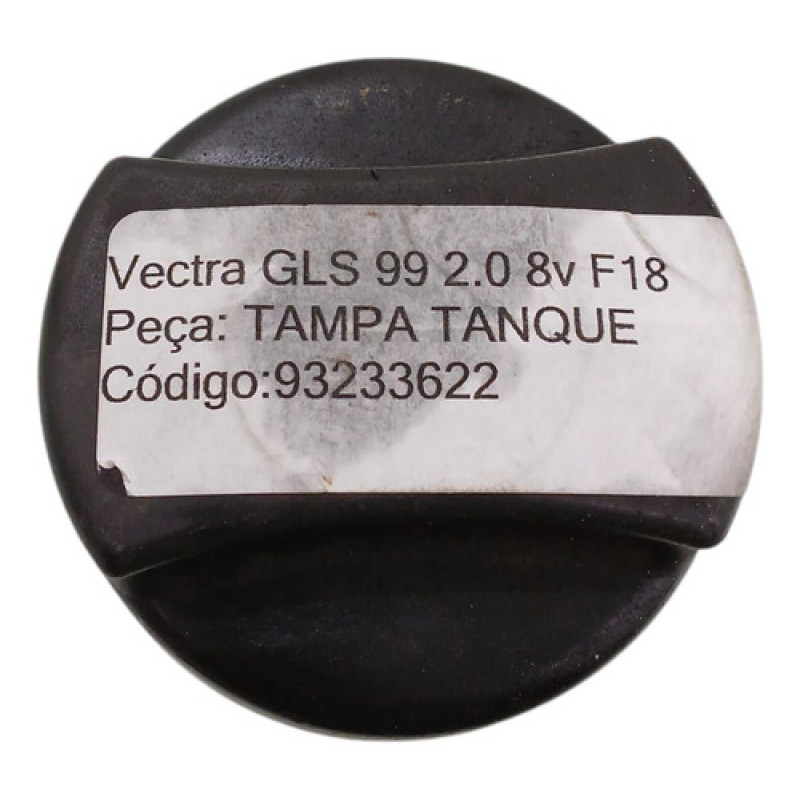 Vectra GLS 99 2.0 8v F18
Peça: TAMPA TANQUE
Código:93233622